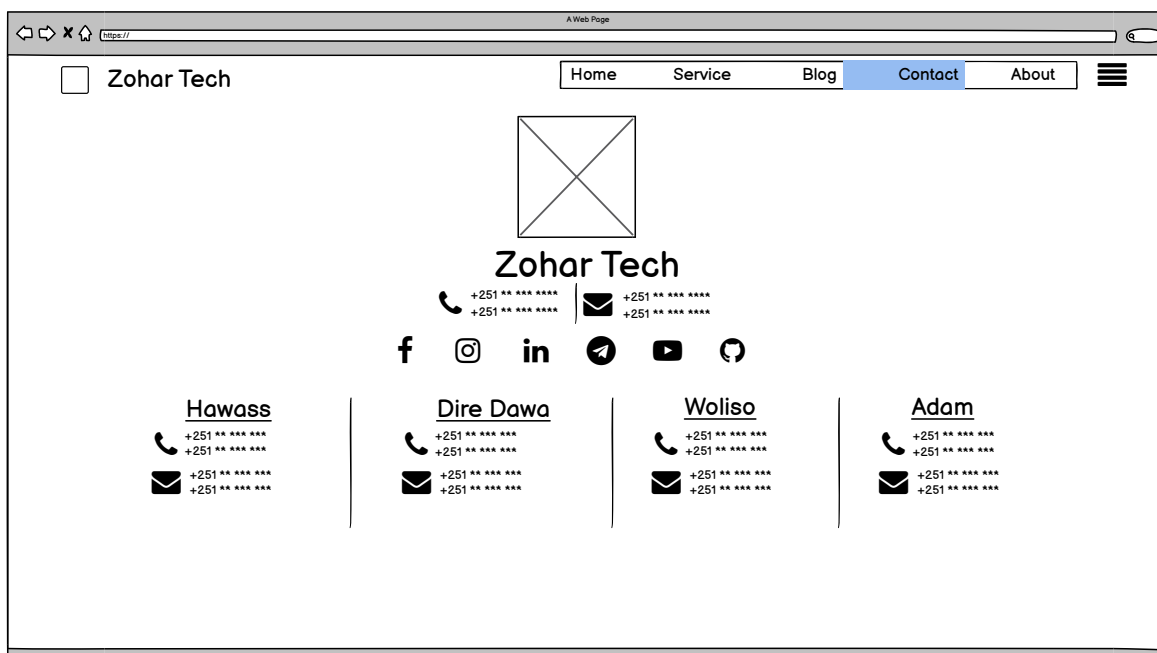 A Web Page
https://
Zohar Tech
Home Service Blog Contact About
Zohar Tech
+251 ** *** **** +251 ** *** ****
+251 ** *** **** +251 ** *** ****
Hawass Dire Dawa Woliso Adam
+251 ** *** *** +251 ** *** *** +251 ** *** *** +251 ** *** ***
+251 ** *** *** +251 ** *** *** +251 ** *** *** +251 ** *** ***
+251 ** *** *** +251 ** *** *** +251 ** *** *** +251 ** *** ***
+251 ** *** *** +251 ** *** *** +251 ** *** *** +251 ** *** ***